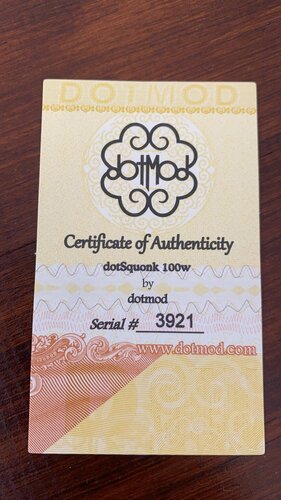 DOTMOD
dotMod
Certificate of Authenticity
dotSquonk 100w
by
dotmod
Serial # 3921
www.dotmod.com